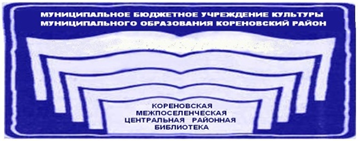 МУНИЦИПАЛЬНОЕ БЮДЖЕТНОЕ УЧРЕЖДЕНИЕ КУЛЬТУРЫ
МУНИЦИПАЛЬНОГО ОБРАЗОВАНИЯ КОРЕНОВСКИЙ РАЙОН
КОРЕНОВСКАЯ
МЕЖПОСЕЛЕНЧЕСКАЯ
ЦЕНТРАЛЬНАЯ РАЙОННАЯ
БИБЛИОТЕКА